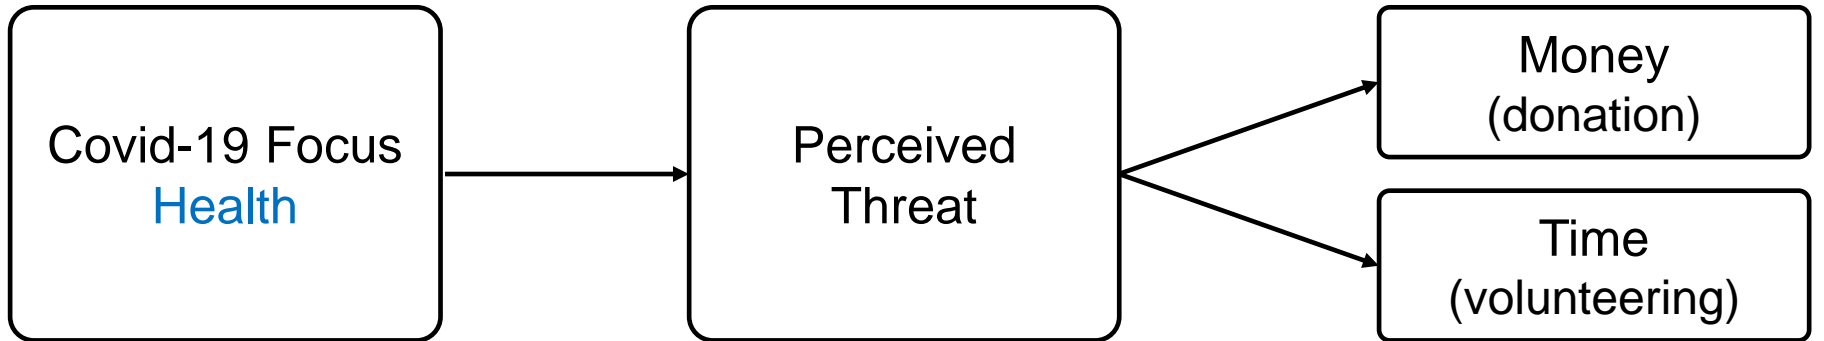 Covid-19 Focus
Health
Perceived
Threat
Money
(donation)
Time
(volunteering)